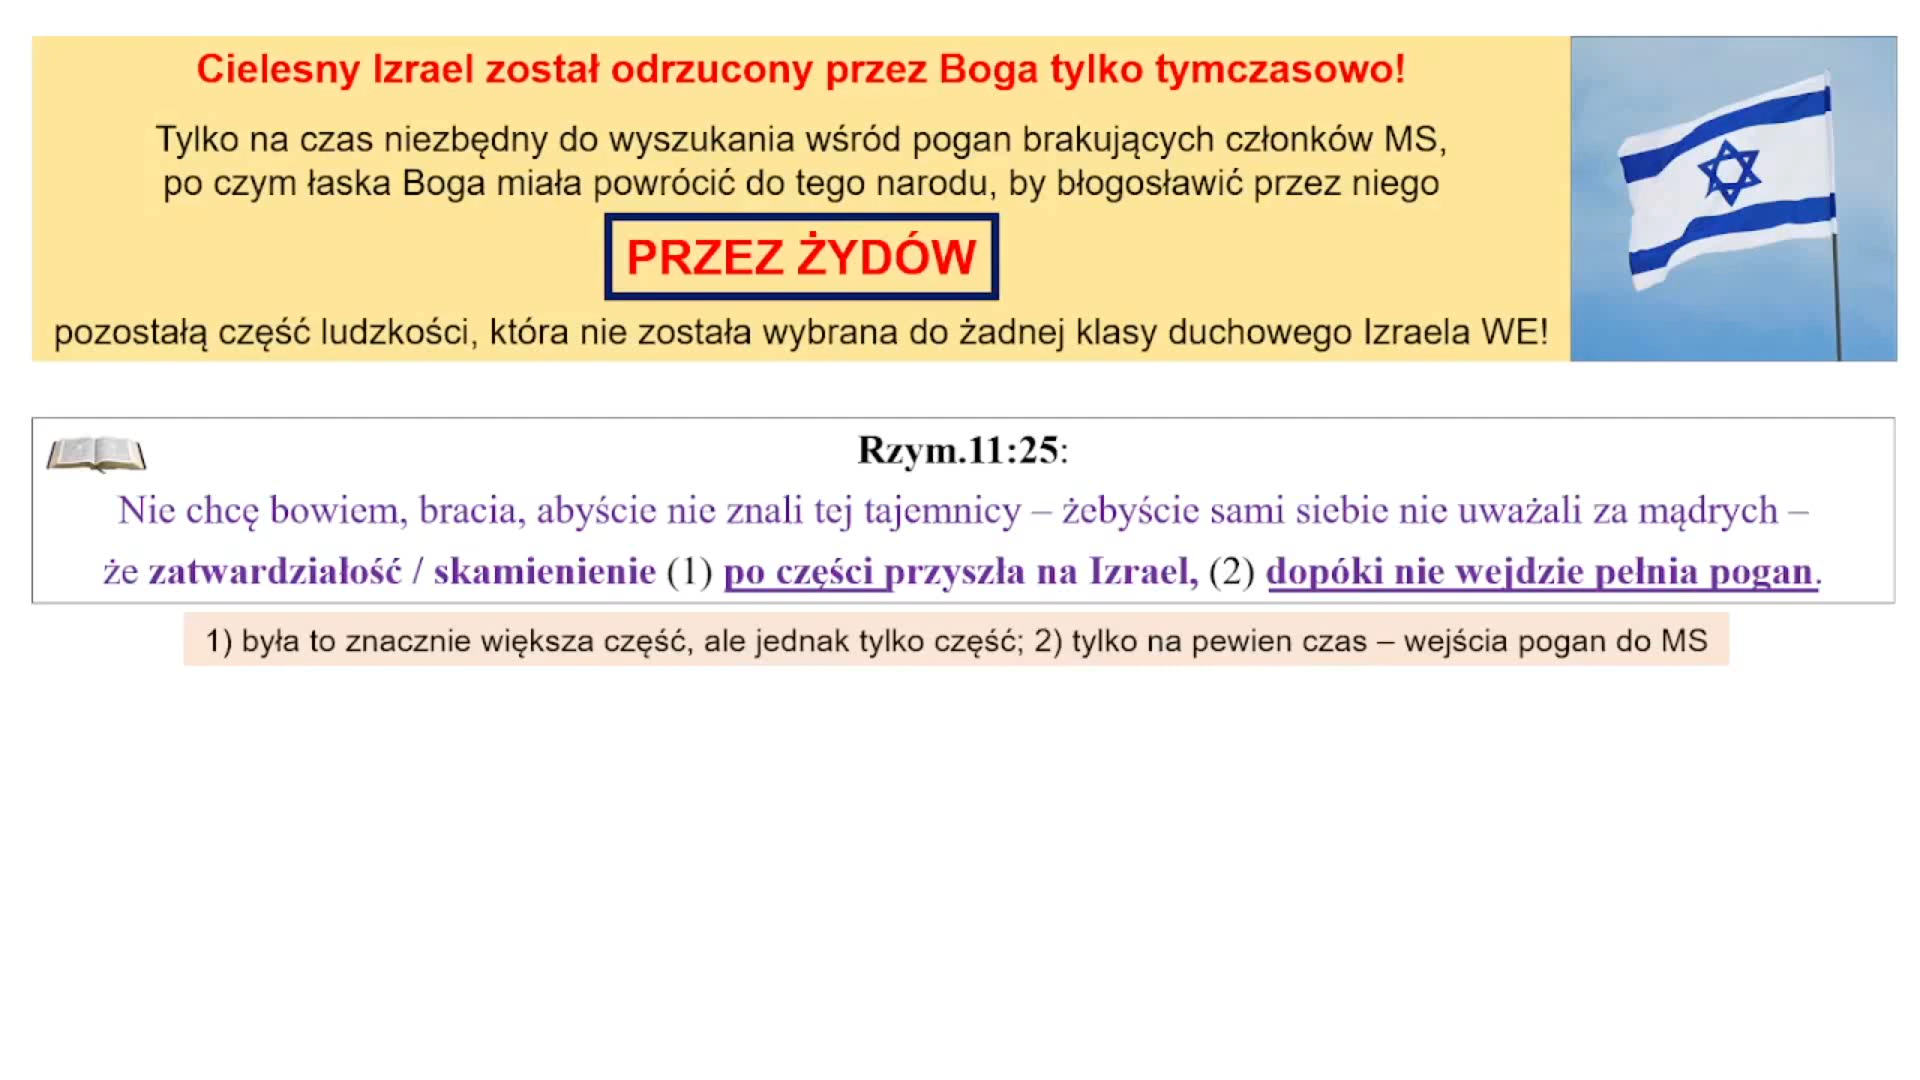 Cielesny Izrael został odrzucony przez Boga tylko tymczasowo!
Tylko na czas niezbędny do wyszukania wśród pogan brakujących członków MS,
po czym łaska Boga miała powrócić do tego narodu, by błogosławić przez niego
PRZEZ ŻYDÓW
pozostałą część ludzkości, która nie została wybrana do żadnej klasy duchowego Izraela WE!
Rzym.11:25:
Nie chcę bowiem, bracia, abyście nie znali tej tajemnicy – żebyście sami siebie nie uważali za mądrych –
że zatwardziałość / skamienienie (1) po części przyszła na Izrael, (2) dopóki nie wejdzie pełnia pogan.
1) była to znacznie większa część, ale jednak tylko część; 2) tylko na pewien czas – wejścia pogan do MS